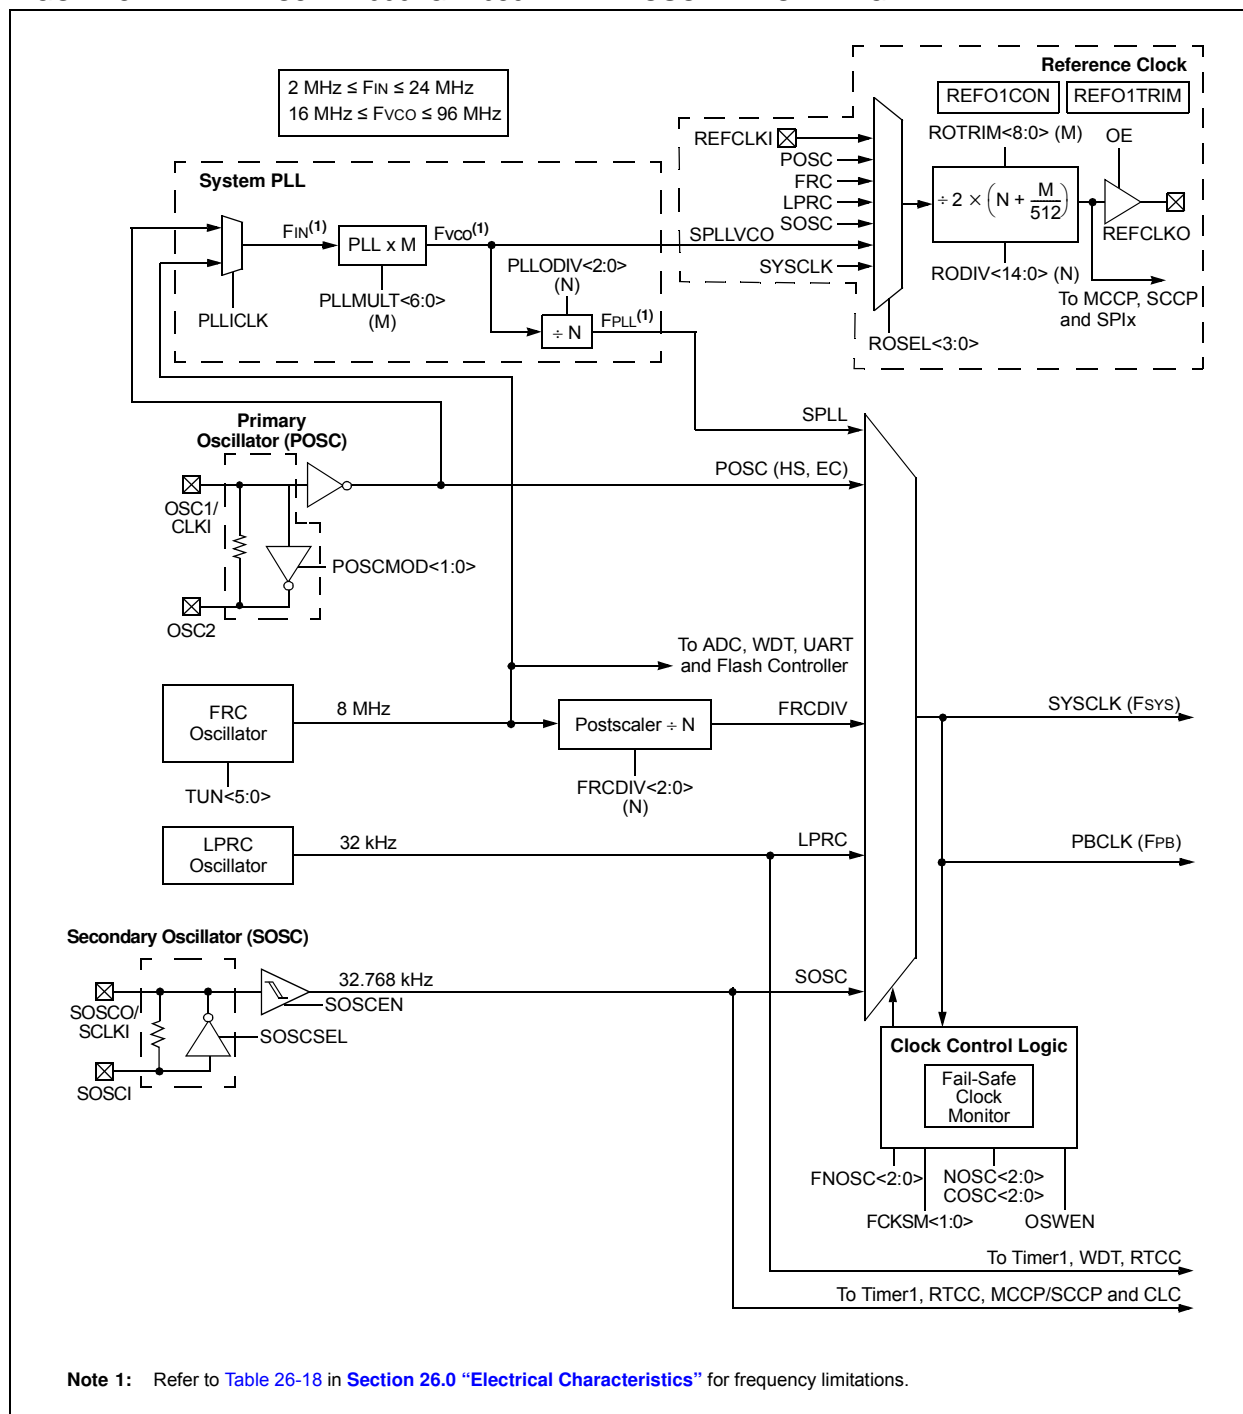 2 MHz ≤ FIN ≤ 24 MHz
16 MHz ≤ FVCO ≤ 96 MHz
Reference Clock
REFO1CON
REFO1TRIM
REFCLKI
POSC
FRC
LPRC
SOSC
SPLLVCO
SYSCLK
ROTRIM<8:0> (M)
OE
÷ 2 × (N + M/512)
REFCLKO
RODIV<14:0> (N)
To MCCP, SCCP
and SPIx
ROSEL<3:0>
System PLL
FIN(1)
PLL x M
FVCO(1)
PLLODIV<2:0>
(N)
PLLICLK
PLLMULT<6:0>
(M)
÷ N
FPLL(1)
SPLL
Primary
Oscillator (POSC)
POSC (HS, EC)
OSC1/
CLKI
POSCMOD<1:0>
OSC2
To ADC, WDT, UART
and Flash Controller
FRC
Oscillator
8 MHz
Postscaler ÷ N
FRCDIV
SYSCLK (FSYS)
TUN<5:0>
FRCDIV<2:0>
(N)
LPRC
Oscillator
32 kHz
LPRC
PBCLK (FPB)
Secondary Oscillator (SOSC)
32.768 kHz
SOSC
SOSCO/
SCLKI
SOSCEN
SOSCSEL
SOSCI
Clock Control Logic
Fail-Safe
Clock
Monitor
FNOSC<2:0>
NOSC<2:0>
COSC<2:0>
FCKSM<1:0>
OSWEN
To Timer1, WDT, RTCC
To Timer1, RTCC, MCCP/SCCP and CLC
Note 1: Refer to Table 26-18 in Section 26.0 “Electrical Characteristics” for frequency limitations.